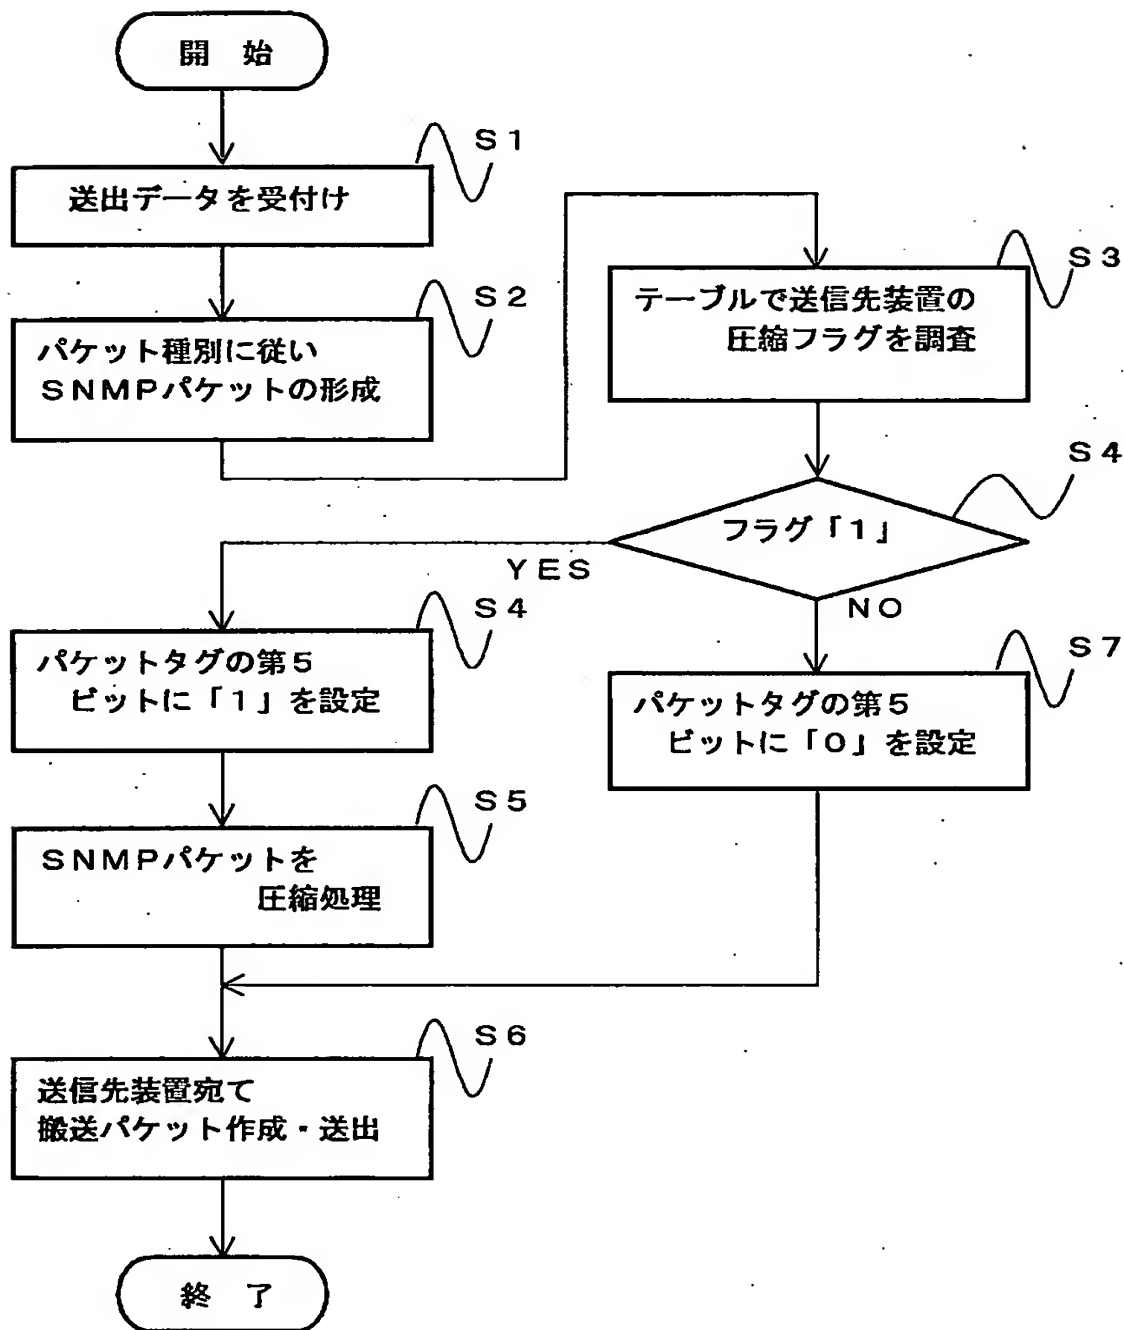 開　始
S1
送出データを受付け
S2
パケット種別に従い
SNMPパケットの形成
S3
テーブルで送信先装置の
圧縮フラグを調査
S4
フラグ「1」
YES
NO
S4
パケットタグの第5
ビットに「1」を設定
S7
パケットタグの第5
ビットに「0」を設定
S5
SNMPパケットを
圧縮処理
S6
送信先装置宛て
搬送パケット作成・送出
終　了